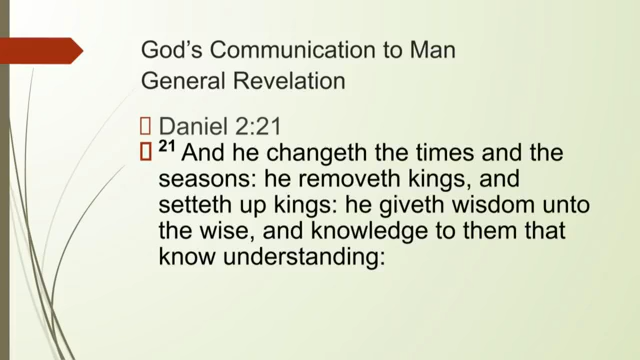 God's Communication to Man
General Revelation
Daniel 2:21
21 And he changeth the times and the
seasons: he removeth kings, and
setteth up kings: he giveth wisdom unto
the wise, and knowledge to them that
know understanding: